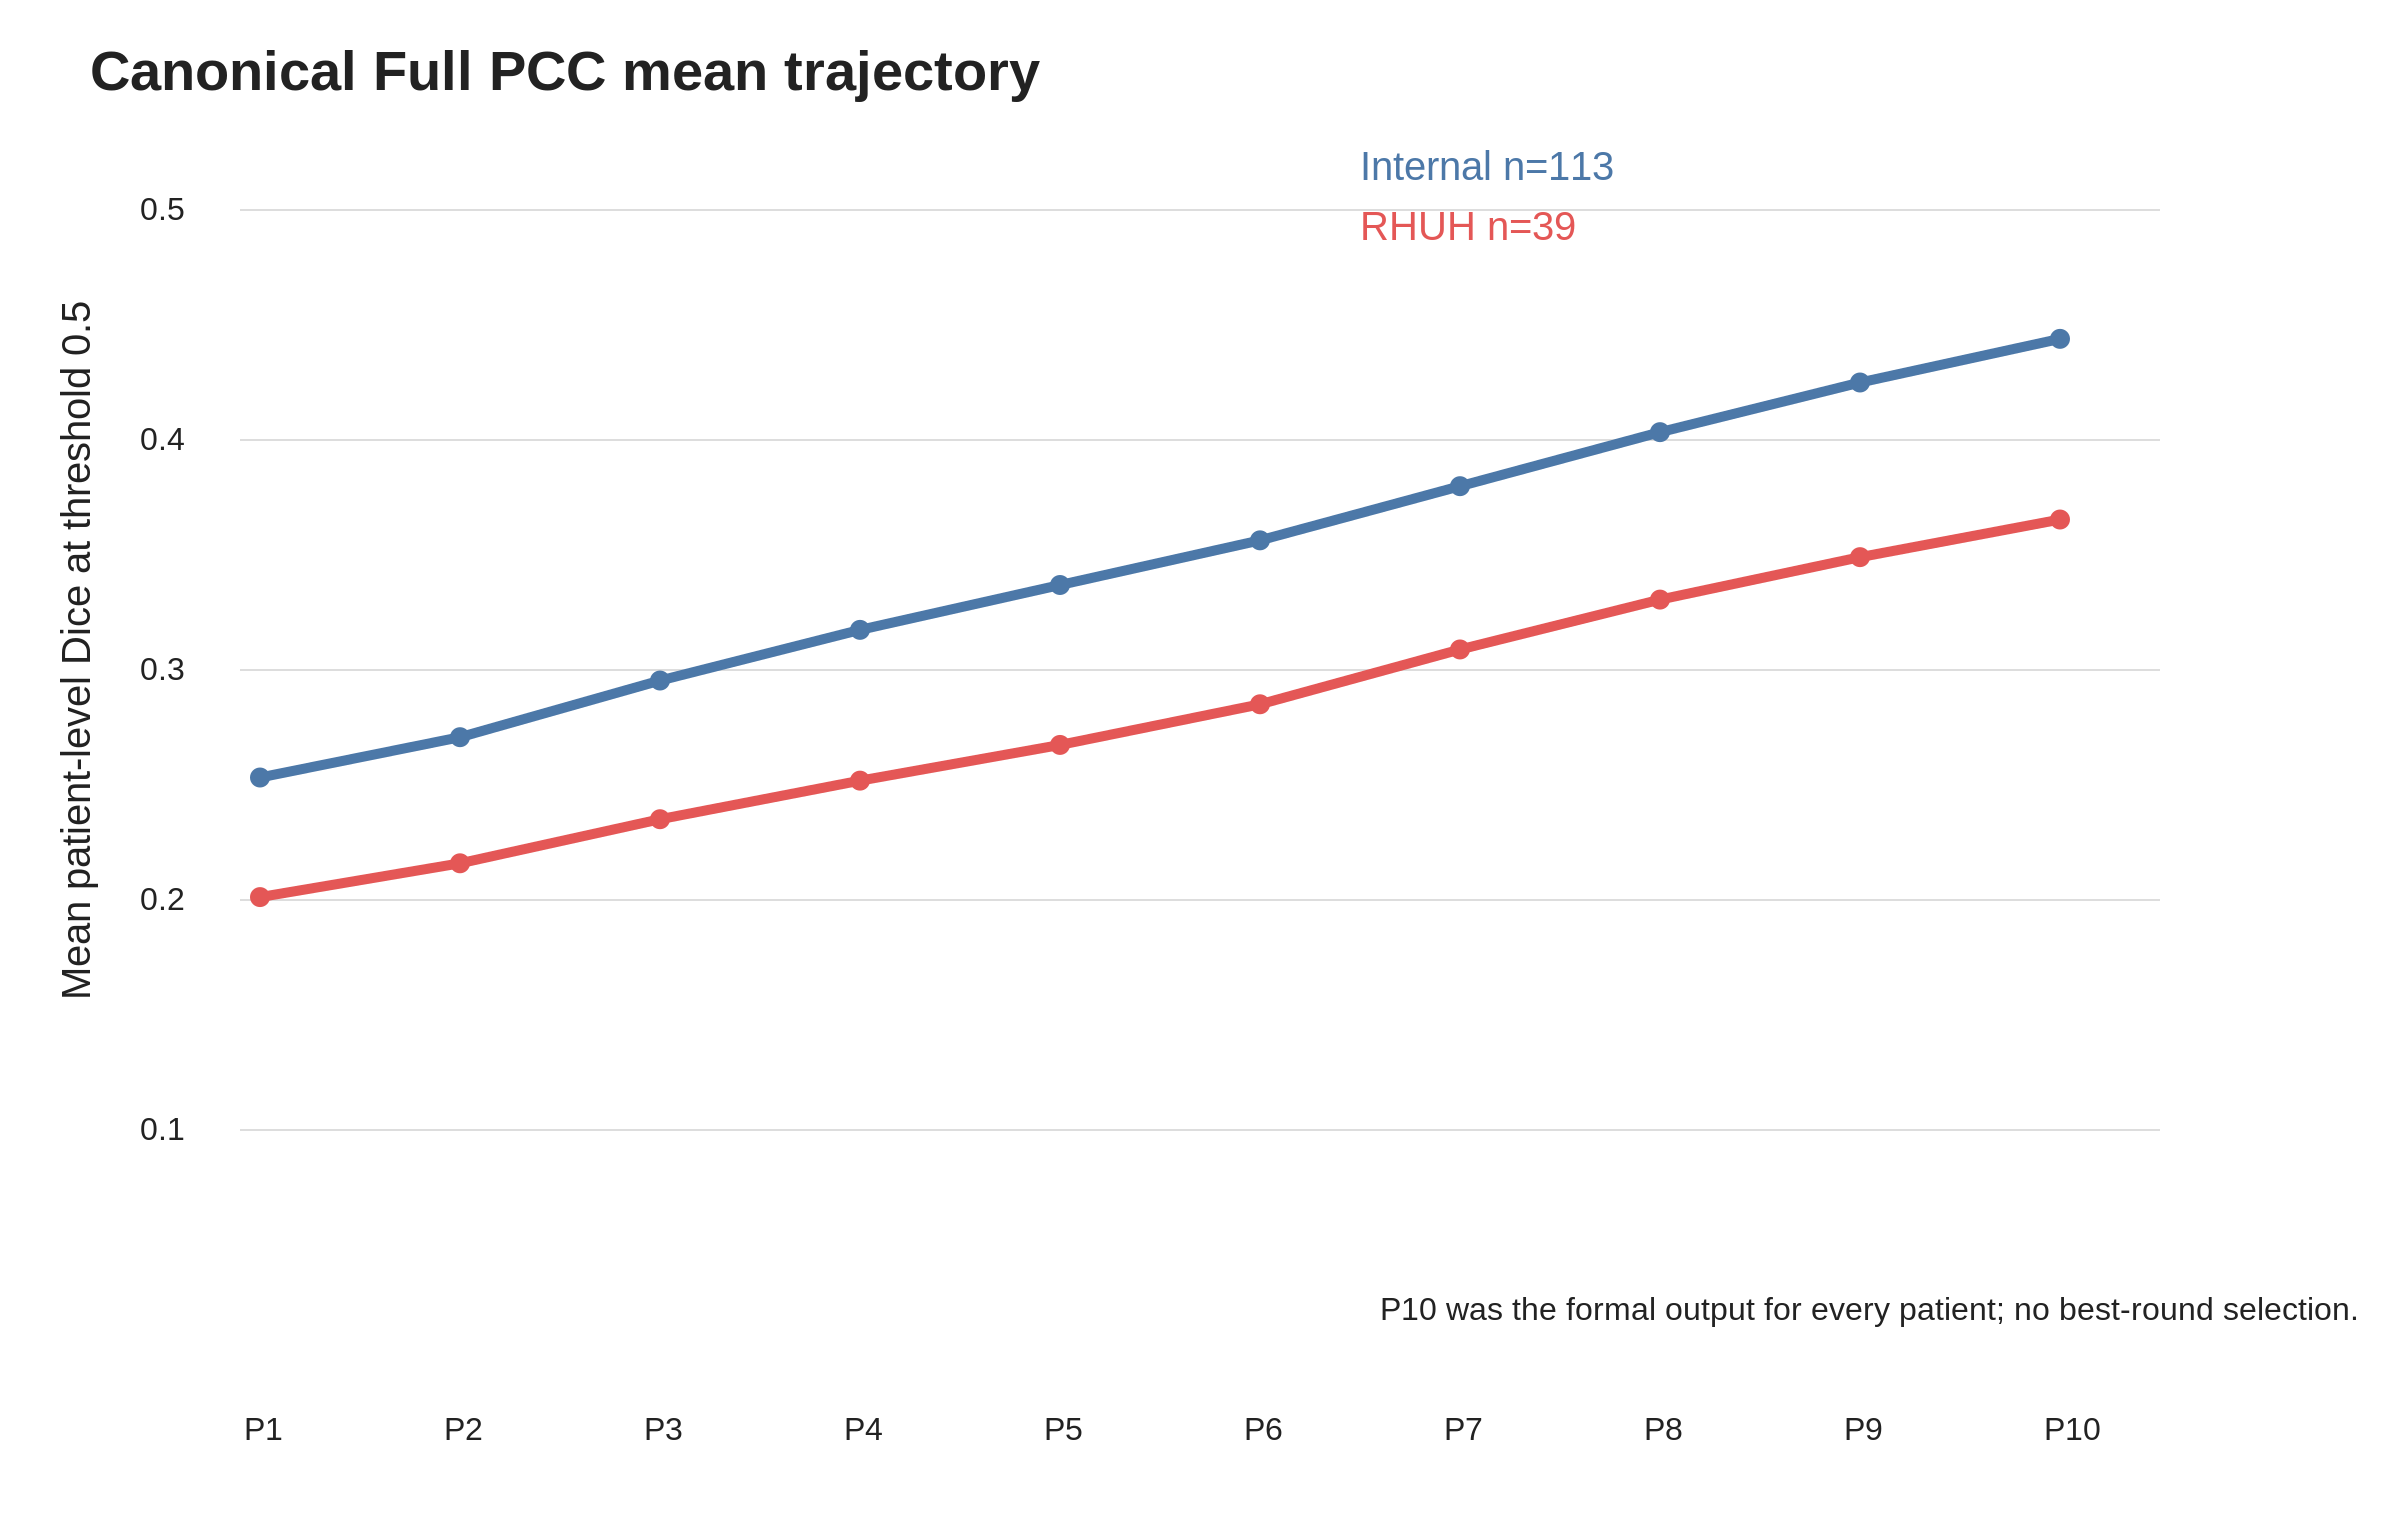 Canonical Full PCC mean trajectory
Internal n=113
RHUH n=39
Mean patient-level Dice at threshold 0.5
0.5
0.4
0.3
0.2
0.1
P10 was the formal output for every patient; no best-round selection.
P1 P2 P3 P4 P5 P6 P7 P8 P9 P10